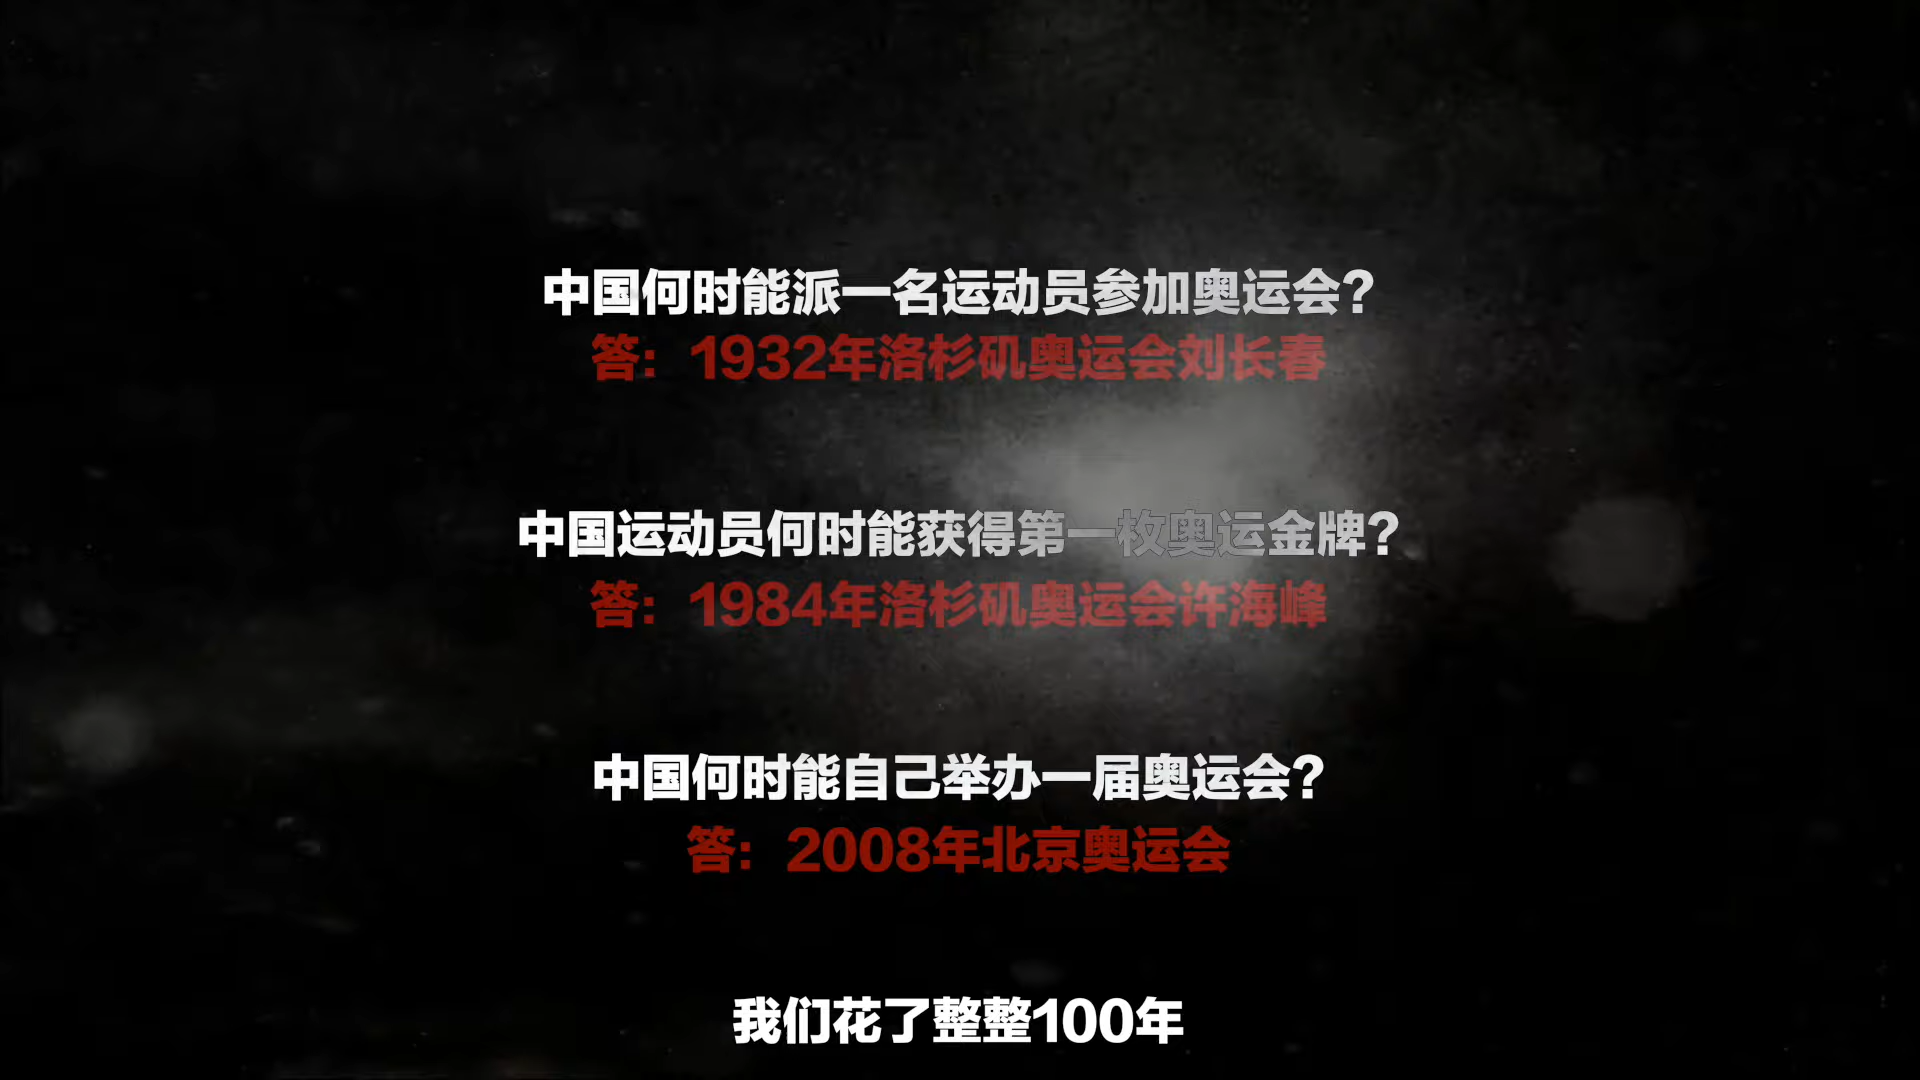 中国何时能派一名运动员参加奥运会?
答：1932年洛杉矶奥运会刘长春
中国运动员何时能获得第一枚奥运金牌?
答：1984年洛杉矶奥运会许海峰
中国何时能自己举办一届奥运会?
答：2008年北京奥运会
我们花了整整100年